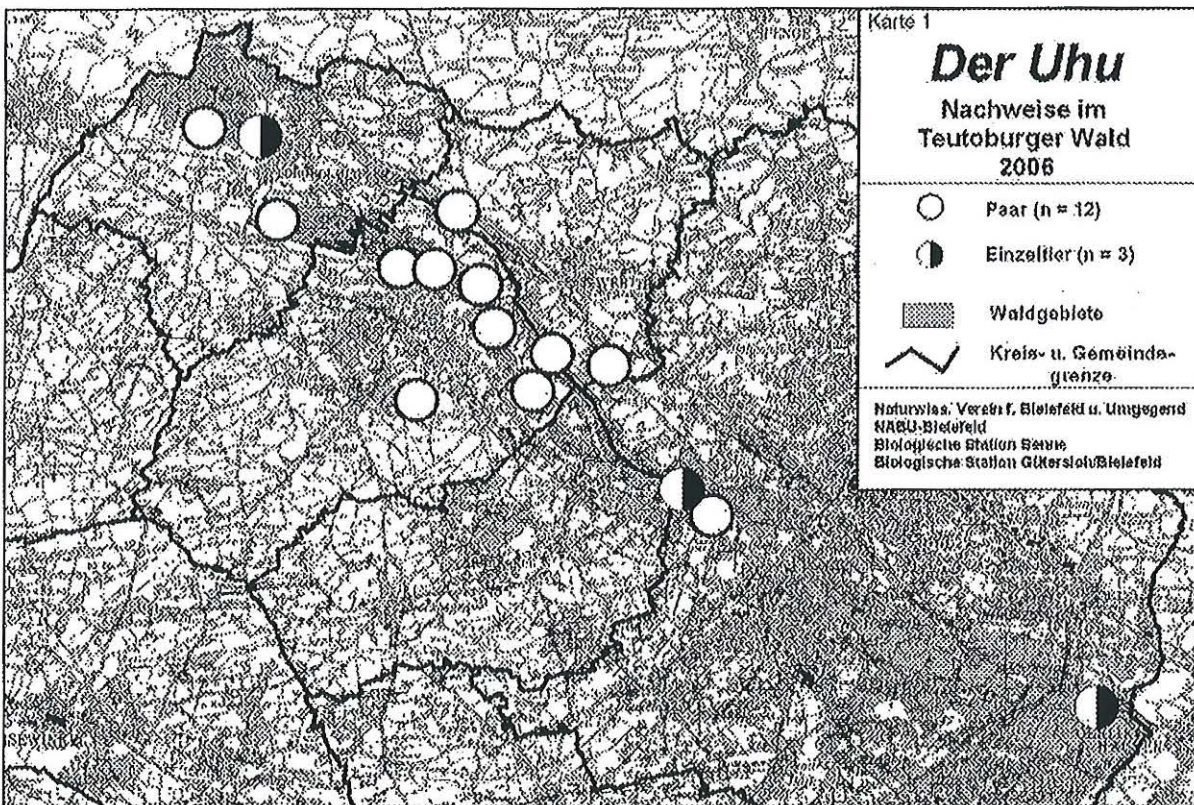 Karte 1
Der Uhu
Nachweise im
Teutoburger Wald
2006
Paar (n = 12)
Einzeltier (n = 3)
Waldgebiete
Kreis- u. Gemeinde-
grenze
Naturwiss. Verein f. Bielefeld u. Umgegend
NABU-Bielefeld
Biologische Station Senne
Biologische Station Gütersloh/Bielefeld